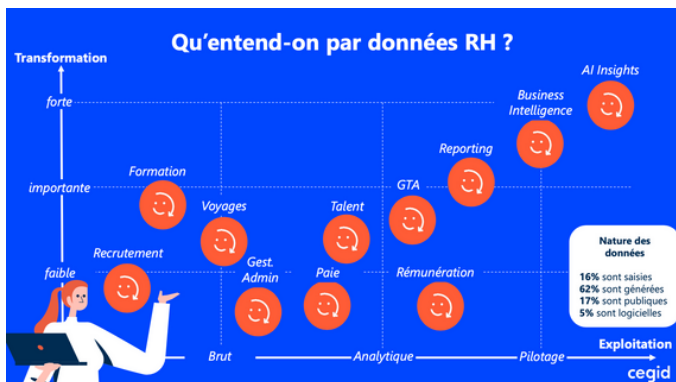 Qu'entend-on par données RH ?
Transformation
AI Insights
forte
Business
Intelligence
Reporting
Formation
importante
GTA
Voyages
Talent
Recrutement
Gest.
Admin
faible
Paie
Rémunération
Nature des
données
16% sont saisies
62% sont générées
17% sont publiques
5% sont logicielles
Exploitation
Brut
Analytique
Pilotage
cegid